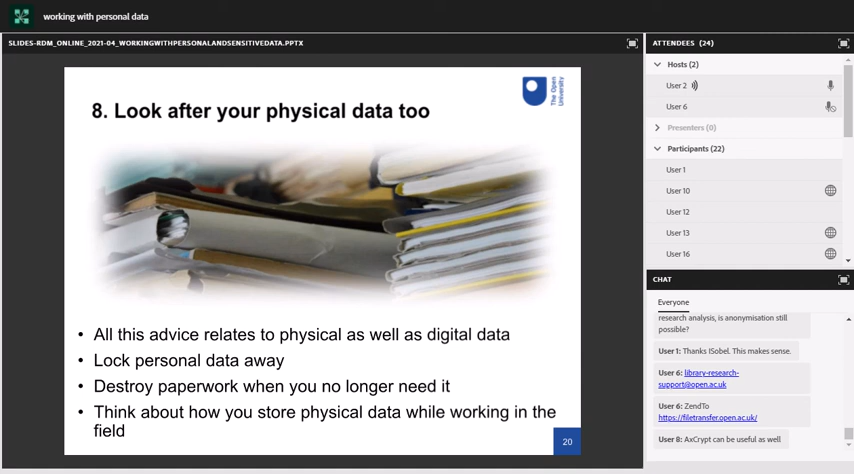 working with personal data
SLIDES-RDM_ONLINE_2021-04_WORKINGWITHPERSONALANDSENSITIVEDATA.PPTX
8. Look after your physical data too
The Open
University
• All this advice relates to physical as well as digital data
• Lock personal data away
• Destroy paperwork when you no longer need it
• Think about how you store physical data while working in the
field
20
ATTENDEES (24)
Hosts (2)
User 2
User 6
Presenters (0)
Participants (22)
User 1
User 10
User 12
User 13
User 16
CHAT
Everyone
research analysis, is anonymisation still
possible?
User 1: Thanks ISobel. This makes sense.
User 6: library-research-
support@open.ac.uk
User 6: ZendTo
https://filetransfer.open.ac.uk/
User 8: AxCrypt can be useful as well